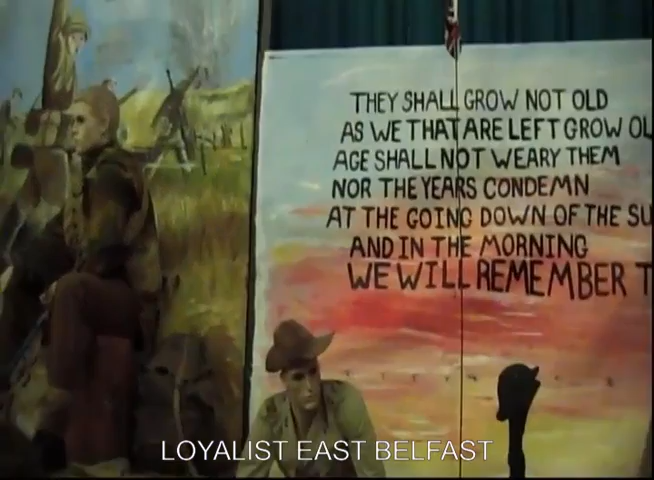 THEY SHALL GROW NOT OLD
AS WE THAT ARE LEFT GROW OL
AGE SHALL NOT WEARY THEM
NOR THE YEARS CONDEMN
AT THE GOING DOWN OF THE SU
AND IN THE MORNING
WE WILL REMEMBER T
LOYALIST EAST BELFAST